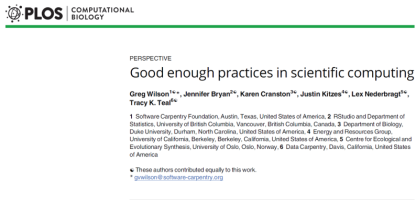 PLOS | COMPUTATIONAL
BIOLOGY
PERSPECTIVE
Good enough practices in scientific computing
Greg Wilson1☯*, Jennifer Bryan2☯, Karen Cranston3☯, Justin Kitzes4☯, Lex Nederbragt5☯,
Tracy K. Teal6☯
1 Software Carpentry Foundation, Austin, Texas, United States of America, 2 RStudio and Department of
Statistics, University of British Columbia, Vancouver, British Columbia, Canada, 3 Department of Biology,
Duke University, Durham, North Carolina, United States of America, 4 Energy and Resources Group,
University of California, Berkeley, Berkeley, California, United States of America, 5 Centre for Ecological and
Evolutionary Synthesis, University of Oslo, Oslo, Norway, 6 Data Carpentry, Davis, California, United States
of America
☯ These authors contributed equally to this work.
* gvwilson@software-carpentry.org